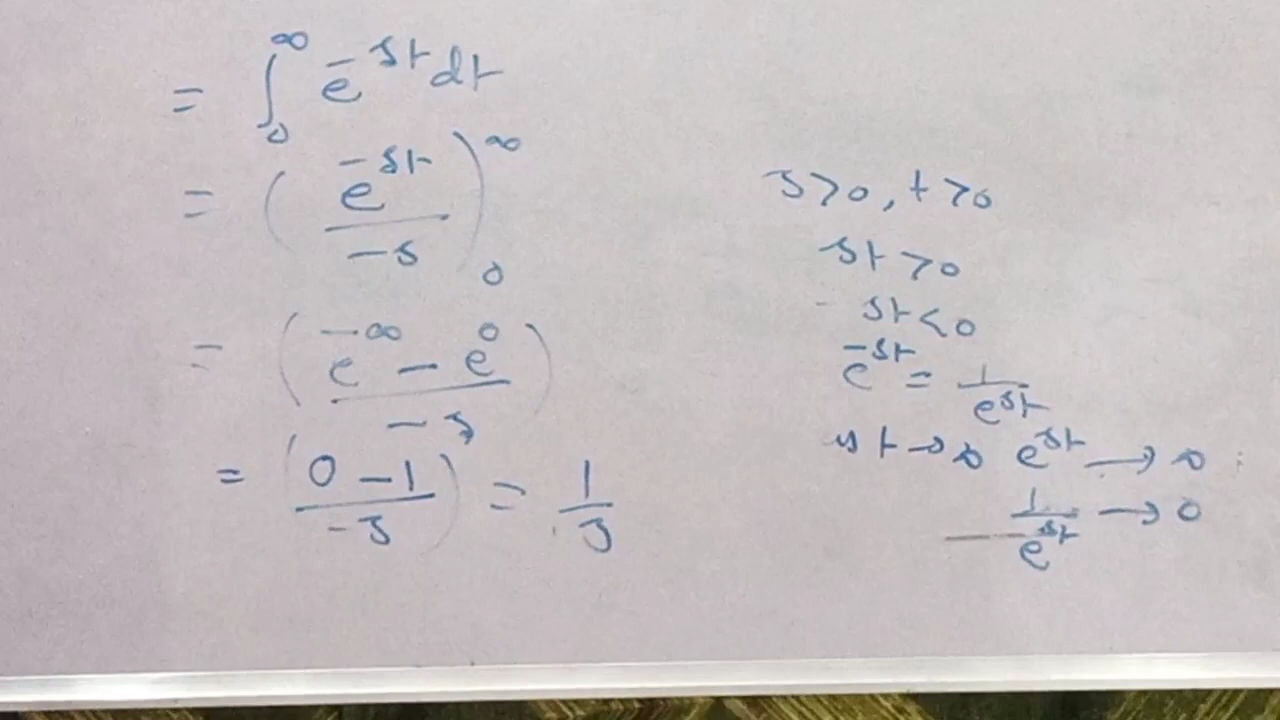 = ∫₀^∞ e^{-st} dt
= ( e^{-st} / -s )₀^∞
= ( e^{-∞} - e^{0} / -s )
= ( 0 - 1 / -s ) = 1/s
s>0, t>0
st>0
-st<0
e^{-st} = 1/e^{st}
st→∞ e^{st} → ∞
1/e^{st} → 0